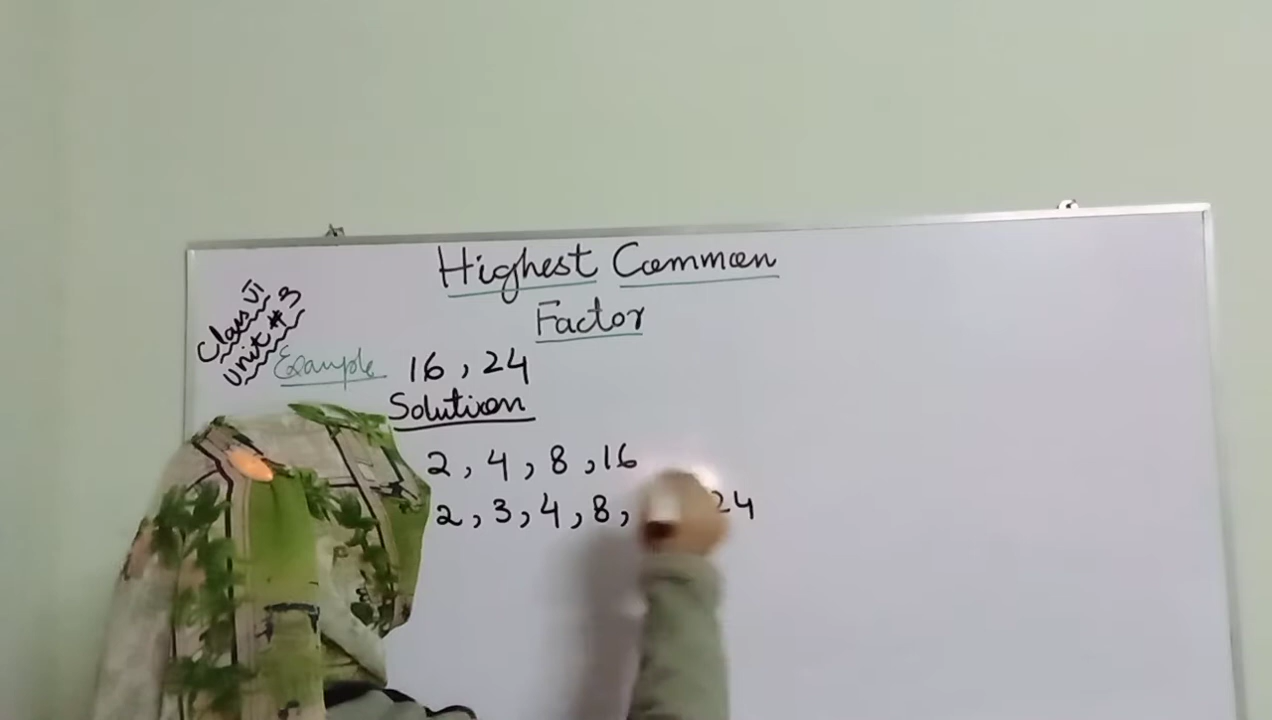 Highest Common
Factor
Class VI
Unit # 3
Example 16 , 24
Solution
2 , 4 , 8 , 16
2 , 3 , 4 , 8 , 24